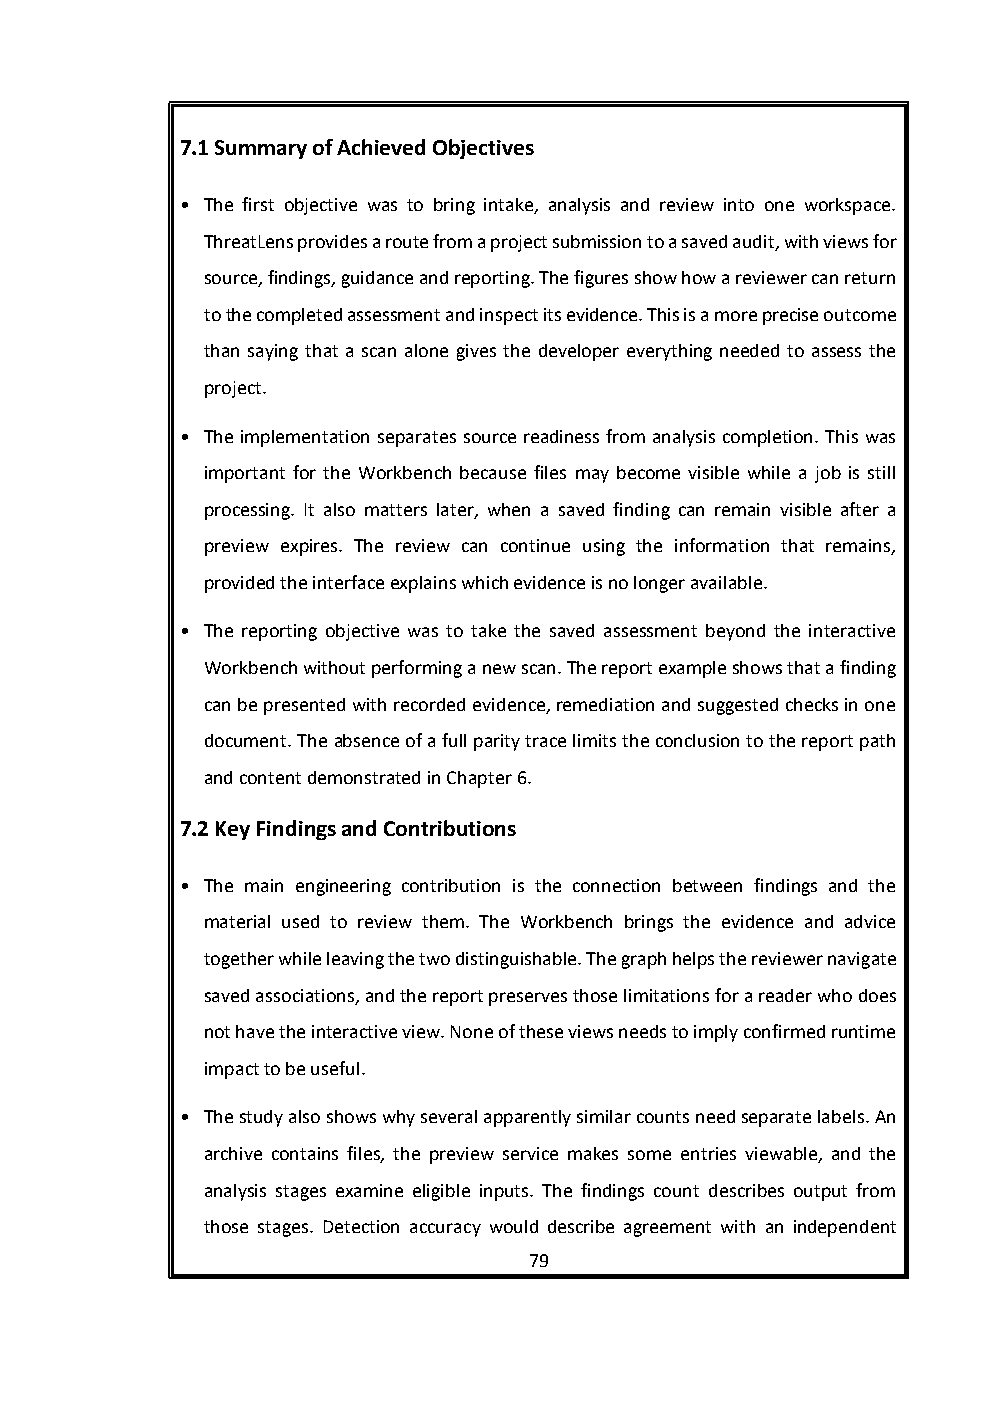 7.1 Summary of Achieved Objectives
• The first objective was to bring intake, analysis and review into one workspace.
ThreatLens provides a route from a project submission to a saved audit, with views for
source, findings, guidance and reporting. The figures show how a reviewer can return
to the completed assessment and inspect its evidence. This is a more precise outcome
than saying that a scan alone gives the developer everything needed to assess the
project.
• The implementation separates source readiness from analysis completion. This was
important for the Workbench because files may become visible while a job is still
processing. It also matters later, when a saved finding can remain visible after a
preview expires. The review can continue using the information that remains,
provided the interface explains which evidence is no longer available.
• The reporting objective was to take the saved assessment beyond the interactive
Workbench without performing a new scan. The report example shows that a finding
can be presented with recorded evidence, remediation and suggested checks in one
document. The absence of a full parity trace limits the conclusion to the report path
and content demonstrated in Chapter 6.
7.2 Key Findings and Contributions
• The main engineering contribution is the connection between findings and the
material used to review them. The Workbench brings the evidence and advice
together while leaving the two distinguishable. The graph helps the reviewer navigate
saved associations, and the report preserves those limitations for a reader who does
not have the interactive view. None of these views needs to imply confirmed runtime
impact to be useful.
• The study also shows why several apparently similar counts need separate labels. An
archive contains files, the preview service makes some entries viewable, and the
analysis stages examine eligible inputs. The findings count describes output from
those stages. Detection accuracy would describe agreement with an independent
79